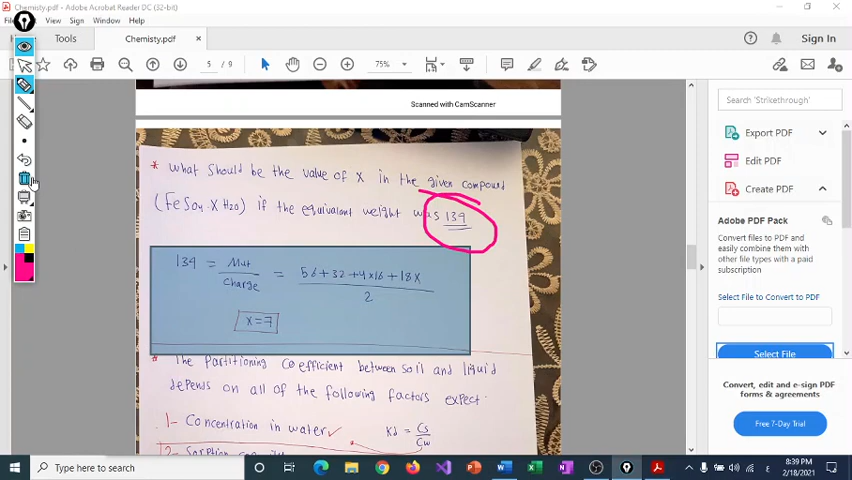 Chemisty.pdf - Adobe Acrobat Reader DC (32-bit)
View Sign Window Help
Tools
Chemisty.pdf ×
Sign In
5 / 9
75%
Scanned with CamScanner
* What should be the value of X in the given compound
(FeSO4.XH2O) if the equivalent weight was 139
139 = Mwt / Charge = 56+32+4×16+18X / 2
X=7
* The Partitioning Coefficient between soil and liquid
depends on all of the following factors expect
1- Concentration in water ✓
Kd = Cs / Cw
Search 'Strikethrough'
Export PDF
Edit PDF
Create PDF
Adobe PDF Pack
Convert files to PDF and
easily combine them
with other file types with a
paid subscription
Select File to Convert to PDF
Select File
Convert, edit and e-sign PDF
forms & agreements
Free 7-Day Trial
Type here to search
8:39 PM
2/18/2021